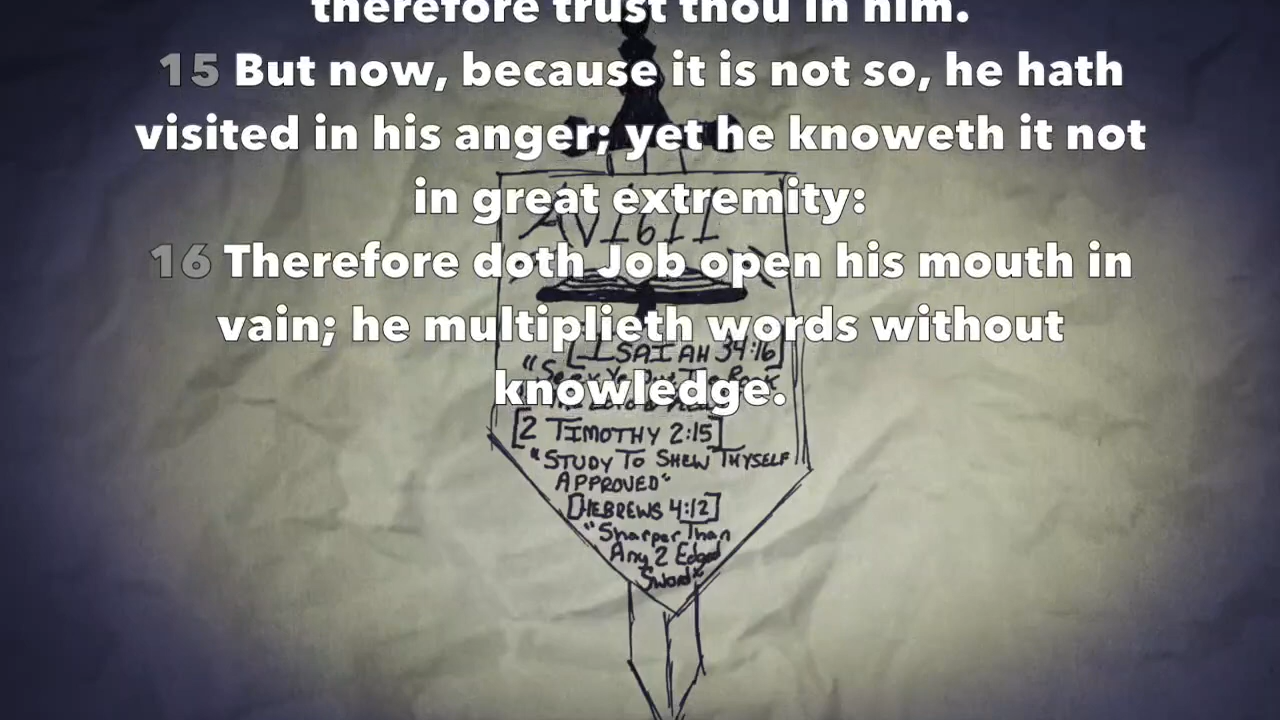 therefore trust thou in him.
15 But now, because it is not so, he hath
visited in his anger; yet he knoweth it not
in great extremity:
AV1611
16 Therefore doth Job open his mouth in
vain; he multiplieth words without
[ISAIAH 34:16]
knowledge.
[2 TIMOTHY 2:15]
"STUDY TO SHEW THYSELF
APPROVED"
[HEBREWS 4:12]
"Sharper Than
Any 2 Edged
Sword"